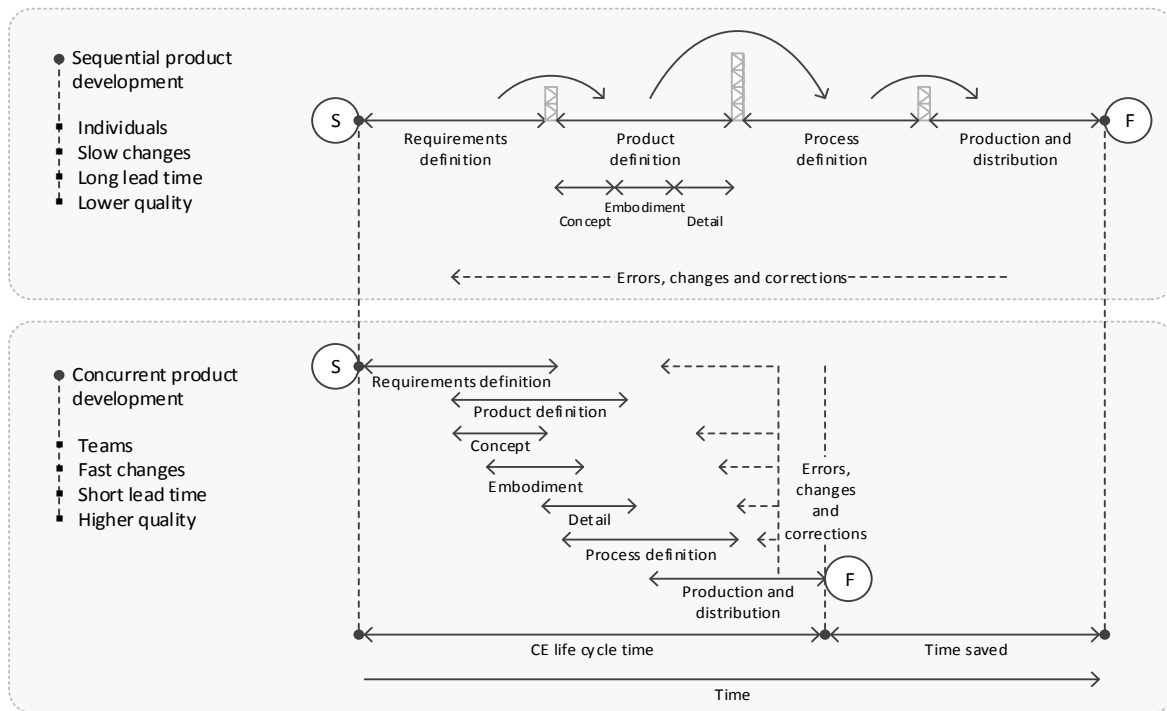 Sequential product
development
Individuals
Slow changes
Long lead time
Lower quality
S
F
Requirements
definition
Product
definition
Process
definition
Production and
distribution
Embodiment
Concept
Detail
Errors, changes and corrections
Concurrent product
development
Teams
Fast changes
Short lead time
Higher quality
S
Requirements definition
Product definition
Concept
Embodiment
Detail
Process definition
Errors,
changes
and
corrections
F
Production and
distribution
CE life cycle time
Time saved
Time